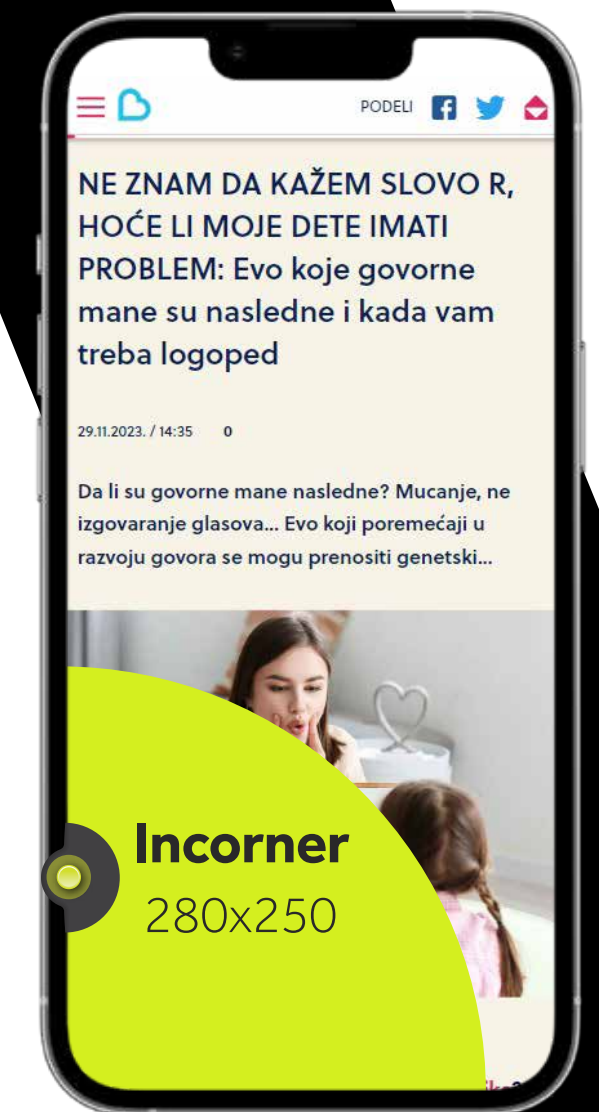 PODELI
NE ZNAM DA KAŽEM SLOVO R,
HOĆE LI MOJE DETE IMATI
PROBLEM: Evo koje govorne
mane su nasledne i kada vam
treba logoped
29.11.2023. / 14:35 0
Da li su govorne mane nasledne? Mucanje, ne
izgovaranje glasova... Evo koji poremećaji u
razvoju govora se mogu prenositi genetski...
Incorner
280x250